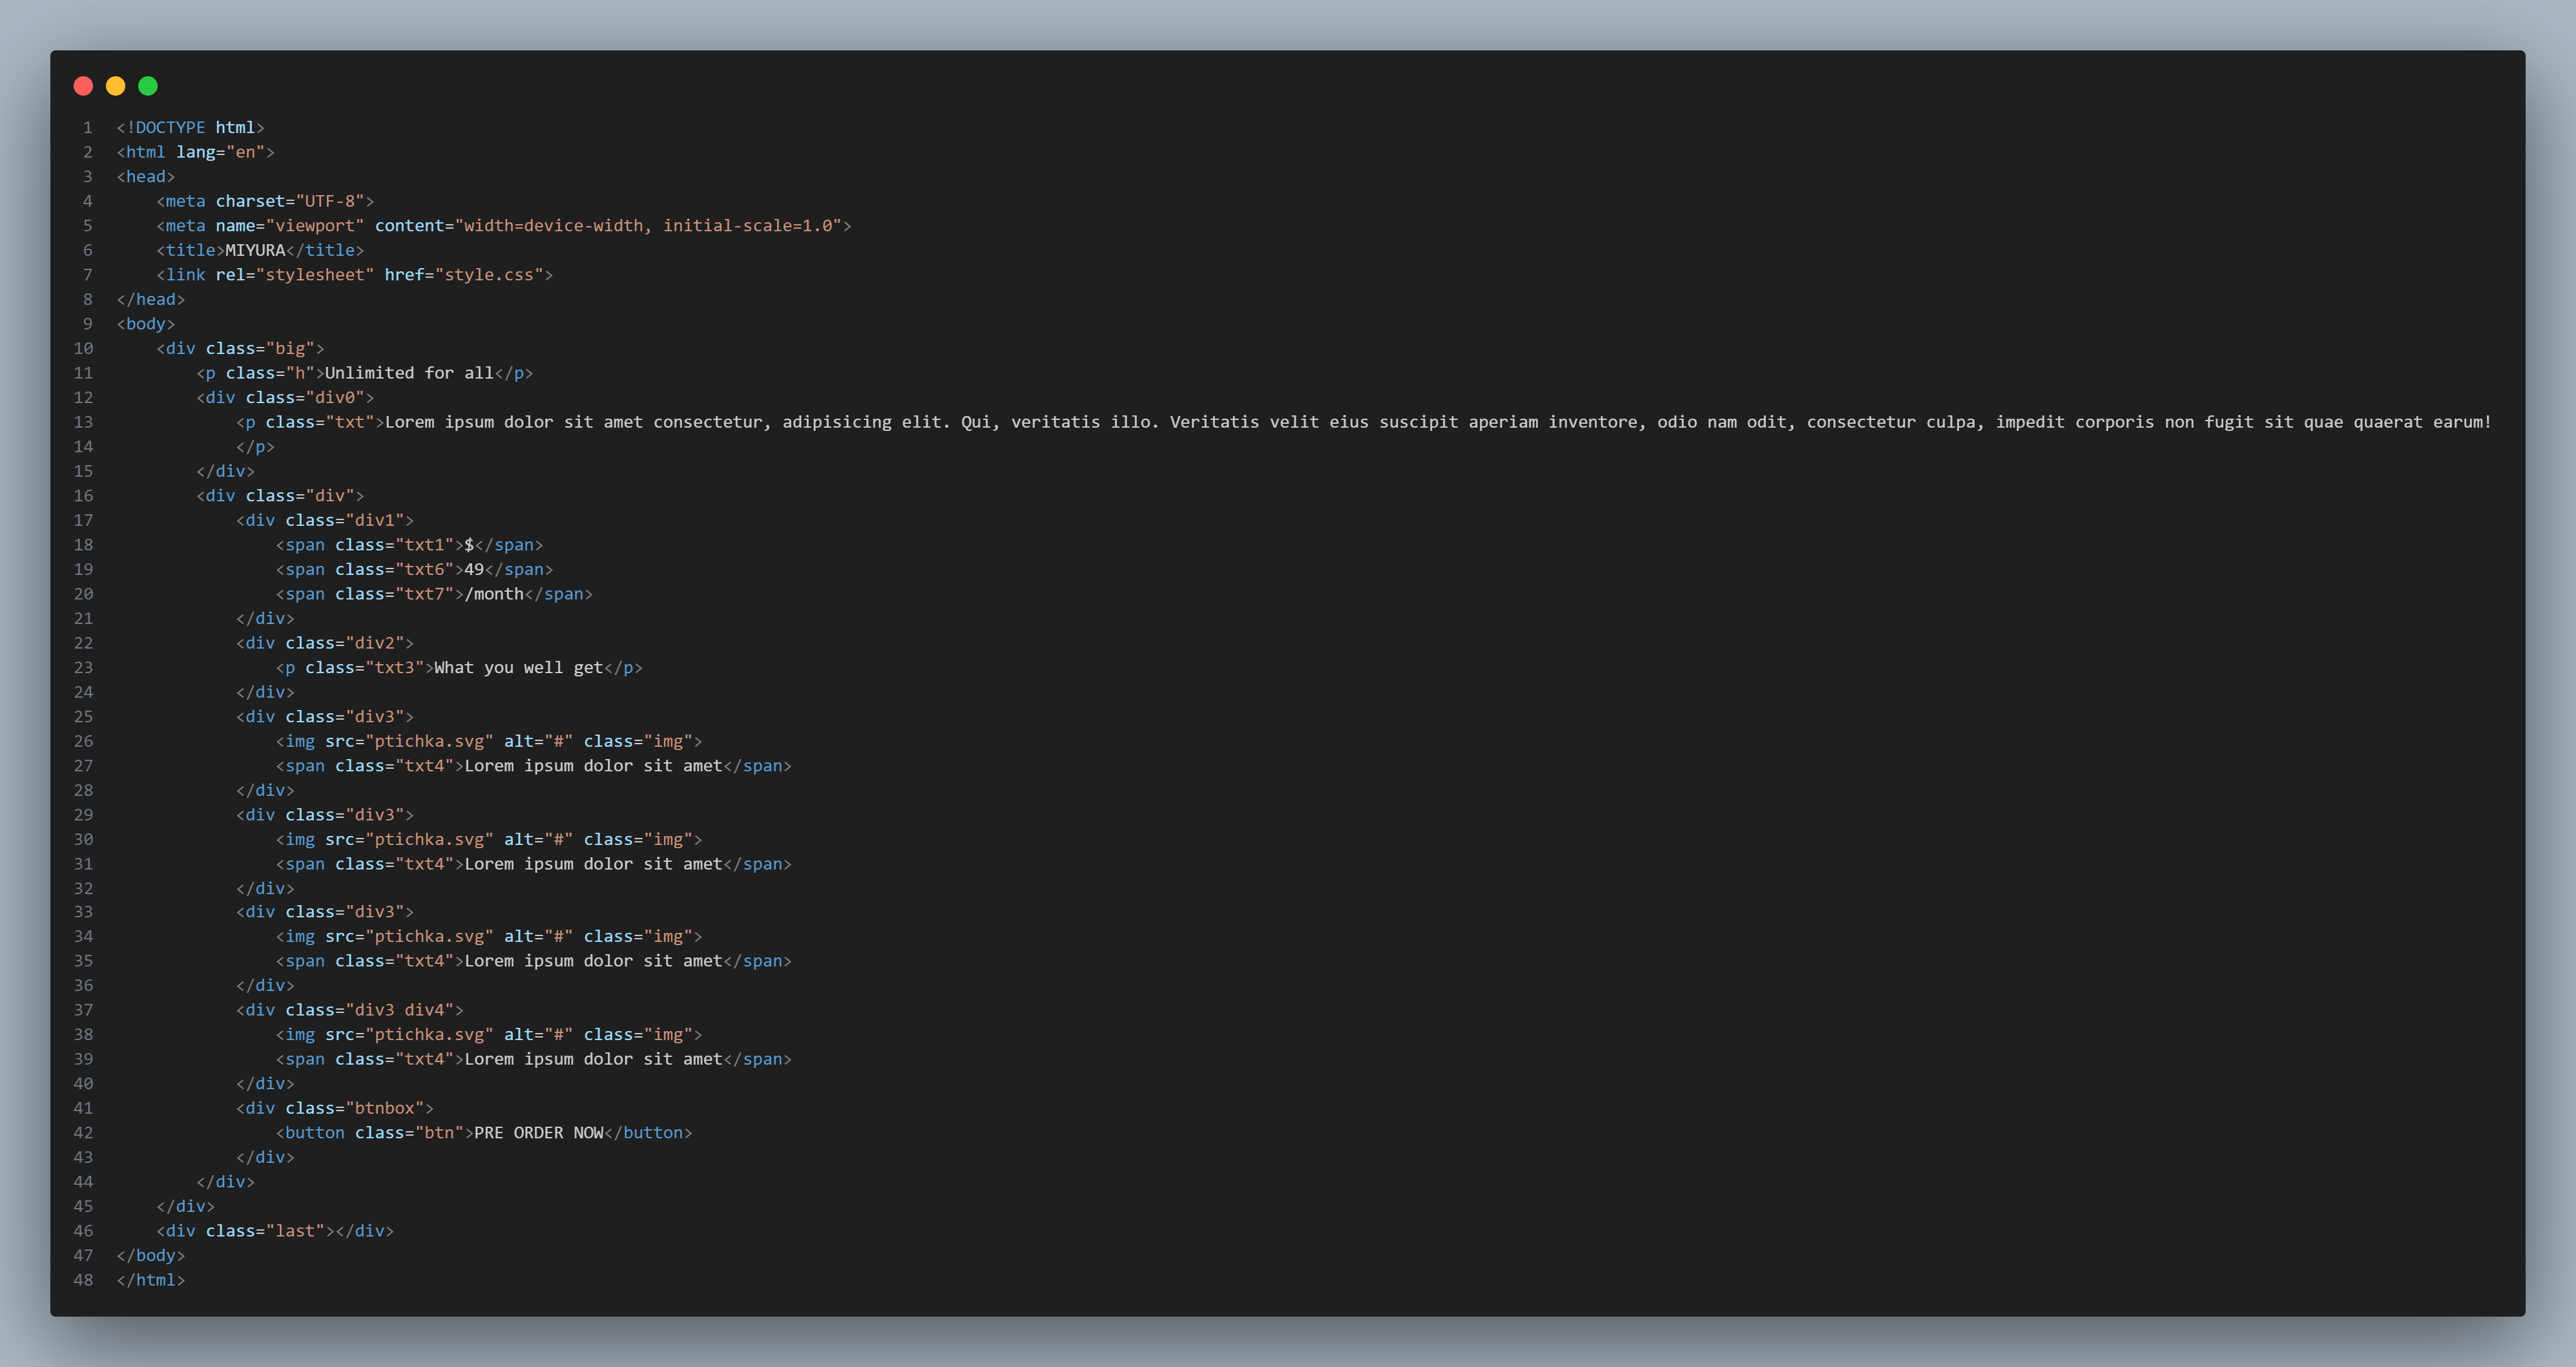 1 <!DOCTYPE html>
2 <html lang="en">
3 <head>
4     <meta charset="UTF-8">
5     <meta name="viewport" content="width=device-width, initial-scale=1.0">
6     <title>MIYURA</title>
7     <link rel="stylesheet" href="style.css">
8 </head>
9 <body>
10     <div class="big">
11         <p class="h">Unlimited for all</p>
12         <div class="div0">
13             <p class="txt">Lorem ipsum dolor sit amet consectetur, adipisicing elit. Qui, veritatis illo. Veritatis velit eius suscipit aperiam inventore, odio nam odit, consectetur culpa, impedit corporis non fugit sit quae quaerat earum!
14             </p>
15         </div>
16         <div class="div">
17             <div class="div1">
18                 <span class="txt1">$</span>
19                 <span class="txt6">49</span>
20                 <span class="txt7">/month</span>
21             </div>
22             <div class="div2">
23                 <p class="txt3">What you well get</p>
24             </div>
25             <div class="div3">
26                 <img src="ptichka.svg" alt="#" class="img">
27                 <span class="txt4">Lorem ipsum dolor sit amet</span>
28             </div>
29             <div class="div3">
30                 <img src="ptichka.svg" alt="#" class="img">
31                 <span class="txt4">Lorem ipsum dolor sit amet</span>
32             </div>
33             <div class="div3">
34                 <img src="ptichka.svg" alt="#" class="img">
35                 <span class="txt4">Lorem ipsum dolor sit amet</span>
36             </div>
37             <div class="div3 div4">
38                 <img src="ptichka.svg" alt="#" class="img">
39                 <span class="txt4">Lorem ipsum dolor sit amet</span>
40             </div>
41             <div class="btnbox">
42                 <button class="btn">PRE ORDER NOW</button>
43             </div>
44         </div>
45     </div>
46     <div class="last"></div>
47 </body>
48 </html>